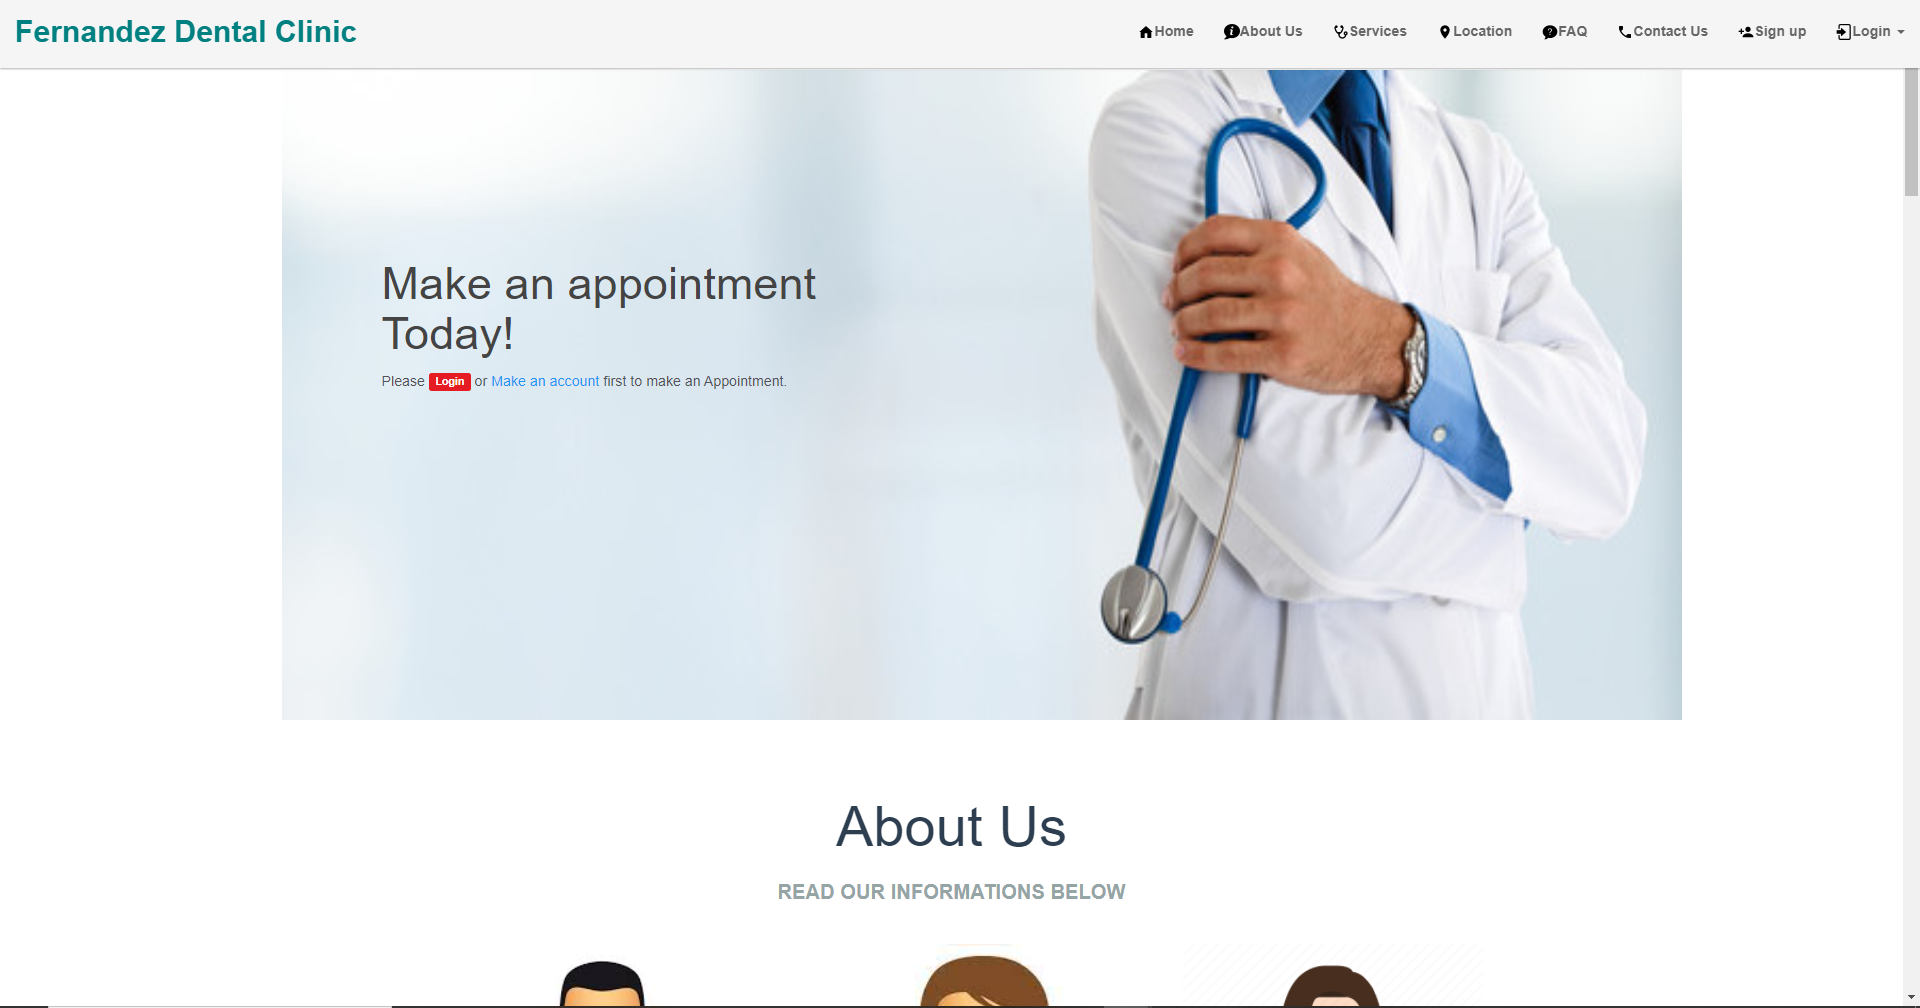 Fernandez Dental Clinic
Home About Us Services Location FAQ Contact Us Sign up Login
Make an appointment
Today!
Please Login or Make an account first to make an Appointment.
About Us
READ OUR INFORMATIONS BELOW